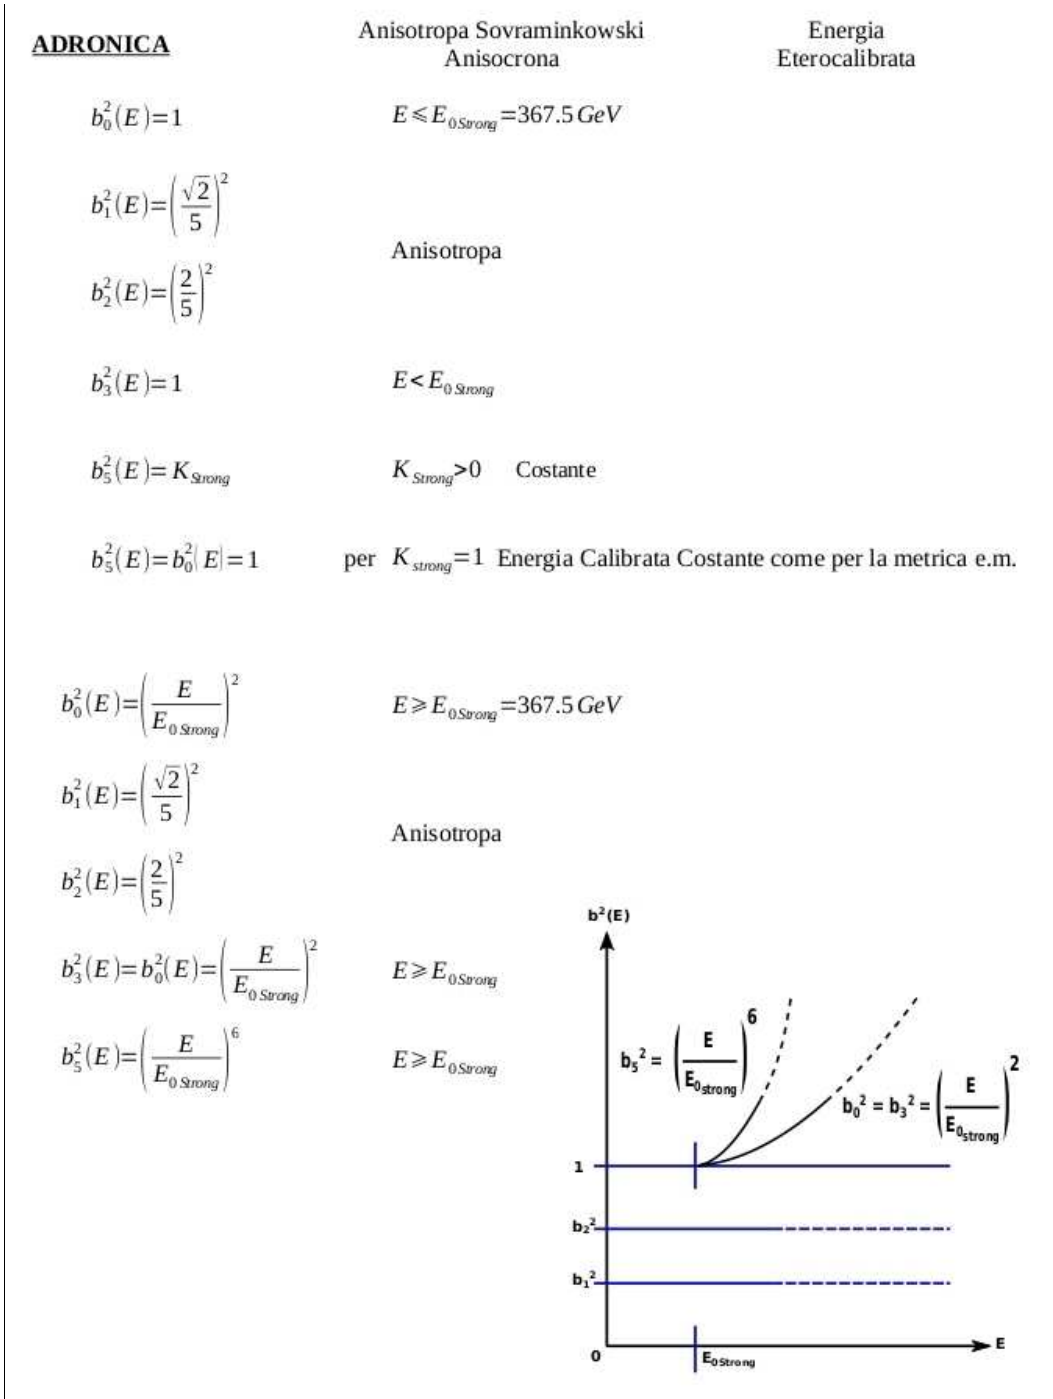 ADRONICA
Anisotropa Sovraminkowski
Anisocrona
Energia
Eterocalibrata
b₀²(E)=1 E⩽E₀Strong=367.5 GeV
b₁²(E)=(√2/5)²
Anisotropa
b₂²(E)=(2/5)²
b₃²(E)=1 E<E₀Strong
b₅²(E)=K_Strong K_Strong>0 Costante
b₅²(E)=b₀²(E)=1 per K_strong=1 Energia Calibrata Costante come per la metrica e.m.
b₀²(E)=(E/E₀Strong)² E⩾E₀Strong=367.5 GeV
b₁²(E)=(√2/5)²
Anisotropa
b₂²(E)=(2/5)²
b₃²(E)=b₀²(E)=(E/E₀Strong)² E⩾E₀Strong
b₅²(E)=(E/E₀Strong)⁶ E⩾E₀Strong
b²(E)
b₅² = (E/E₀strong)⁶
b₀² = b₃² = (E/E₀strong)²
1
b₂²
b₁²
0
E₀Strong
E